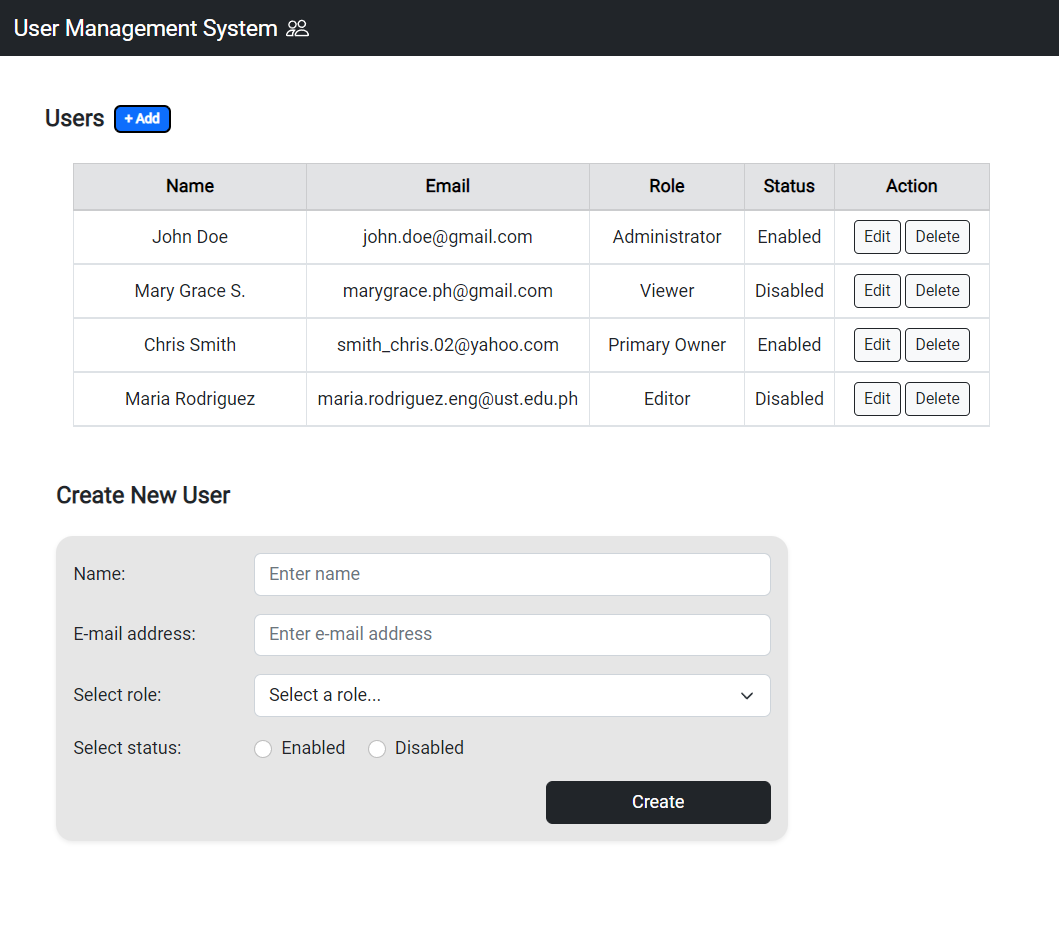 User Management System
Users + Add
Name Email Role Status Action
John Doe john.doe@gmail.com Administrator Enabled Edit Delete
Mary Grace S. marygrace.ph@gmail.com Viewer Disabled Edit Delete
Chris Smith smith_chris.02@yahoo.com Primary Owner Enabled Edit Delete
Maria Rodriguez maria.rodriguez.eng@ust.edu.ph Editor Disabled Edit Delete
Create New User
Name: Enter name
E-mail address: Enter e-mail address
Select role: Select a role...
Select status: Enabled Disabled
Create